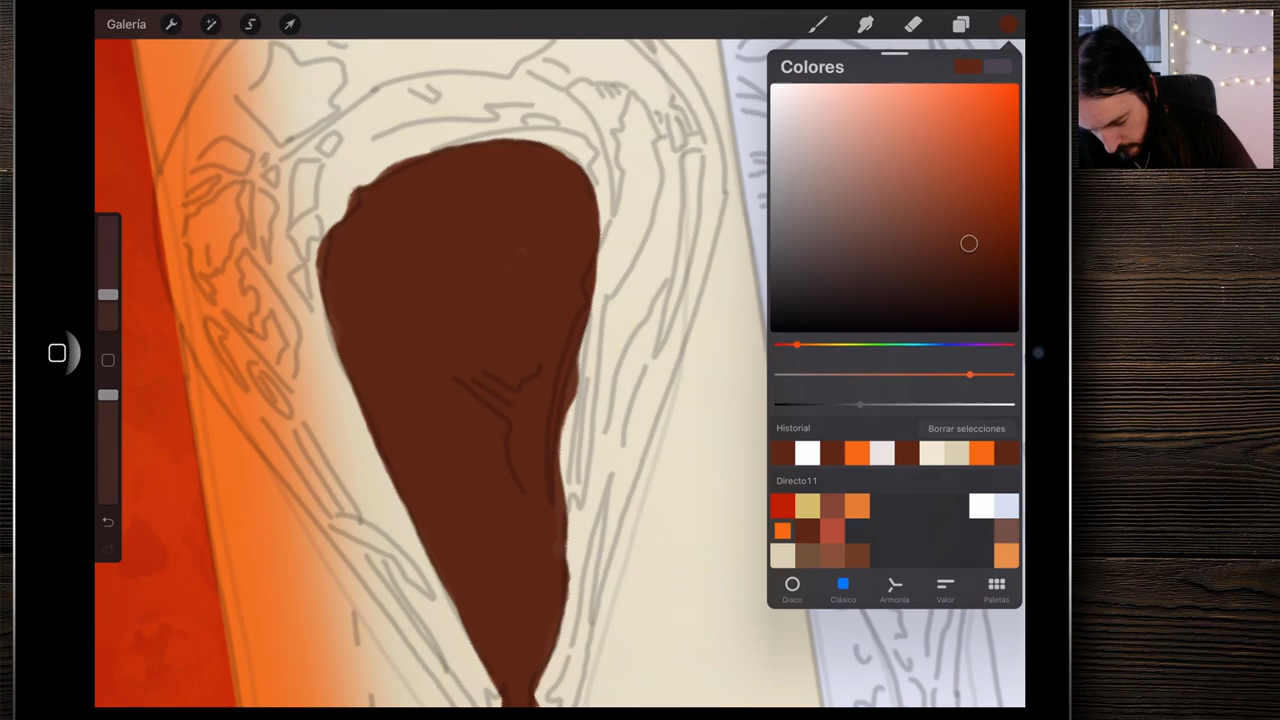 Galería
Colores
Historial
Borrar selecciones
Directo11
Disco
Clásico
Armonía
Valor
Paletas